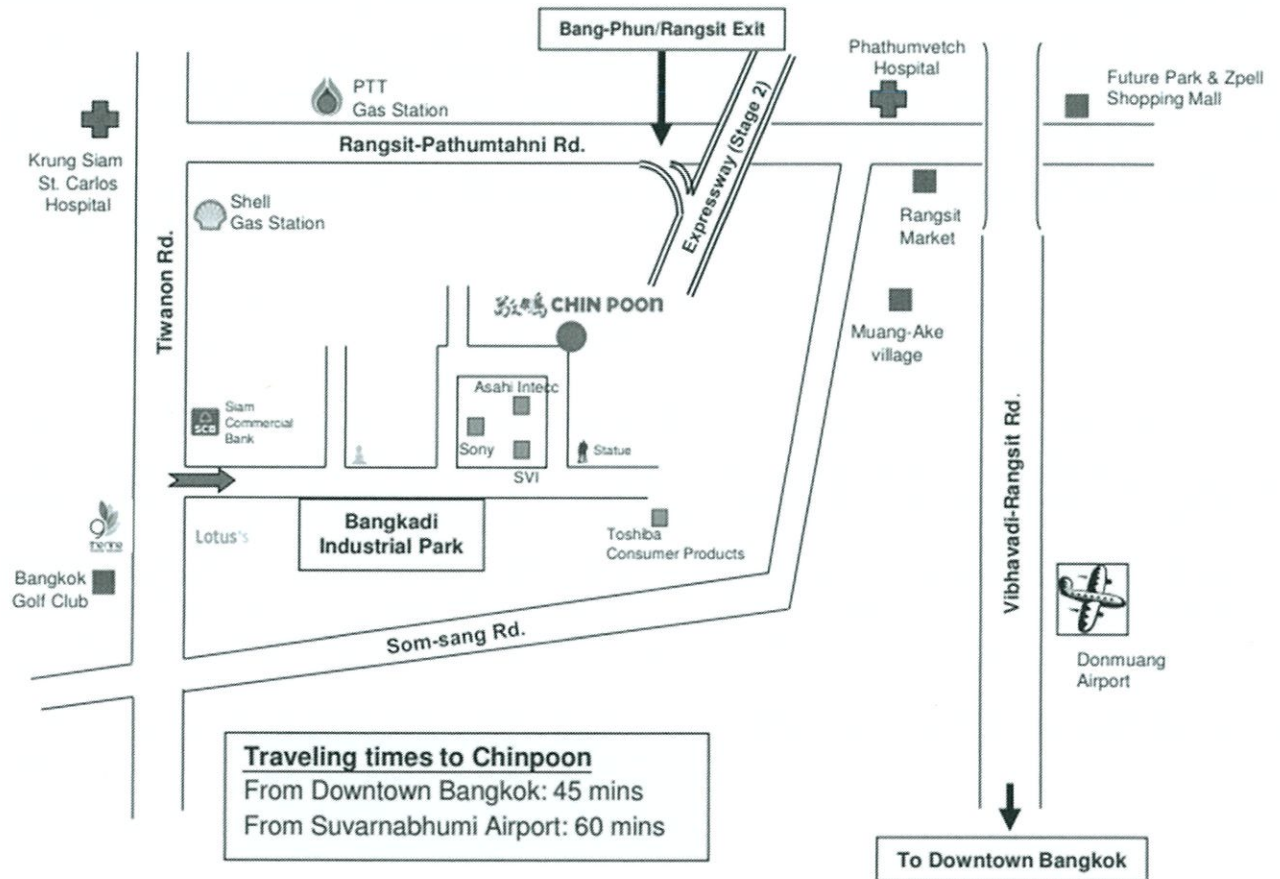 Bang-Phun/Rangsit Exit
Phathumvetch
Hospital
Future Park & Zpell
Shopping Mall
PTT
Gas Station
Rangsit-Pathumtahni Rd.
Expressway (Stage 2)
Krung Siam
St. Carlos
Hospital
Shell
Gas Station
Rangsit
Market
Tiwanon Rd.
CHIN POON
Muang-Ake
village
Asahi Intecc
Siam
Commercial
Bank
SCB
Sony
Statue
SVI
Vibhavadi-Rangsit Rd.
Bangkadi
Industrial Park
Lotus's
Toshiba
Consumer Products
9
Bangkok
Golf Club
Som-sang Rd.
Donmuang
Airport
Traveling times to Chinpoon
From Downtown Bangkok: 45 mins
From Suvarnabhumi Airport: 60 mins
To Downtown Bangkok